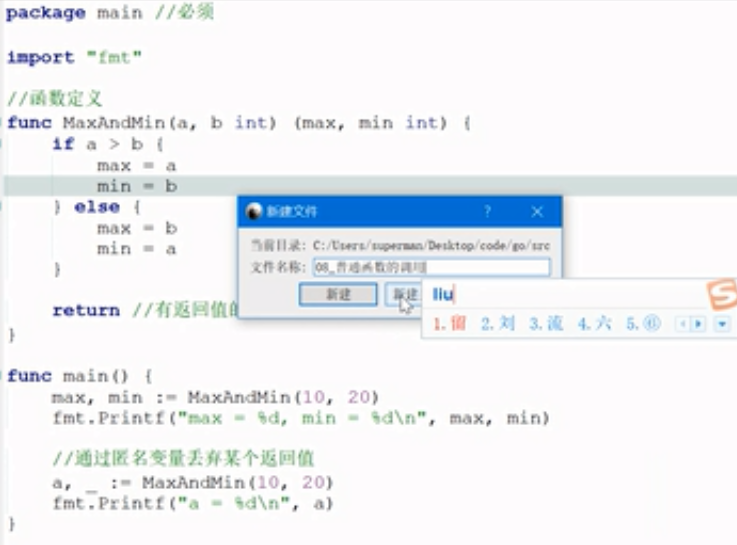 package main //必须
import "fmt"
//函数定义
func MaxAndMin(a, b int) (max, min int) {
if a > b {
max = a
min = b
} else {
max = b
min = a
}
return //有返回值的
}
func main() {
max, min := MaxAndMin(10, 20)
fmt.Printf("max = %d, min = %d\n", max, min)
//通过匿名变量丢弃某个返回值
a, _ := MaxAndMin(10, 20)
fmt.Printf("a = %d\n", a)
}
新建文件 ?
当前目录: C:/Users/superman/Desktop/code/go/src
文件名称: 08_普通函数的调用
新建 新建
liu
1.留 2.刘 3.流 4.六 5.⑥
S